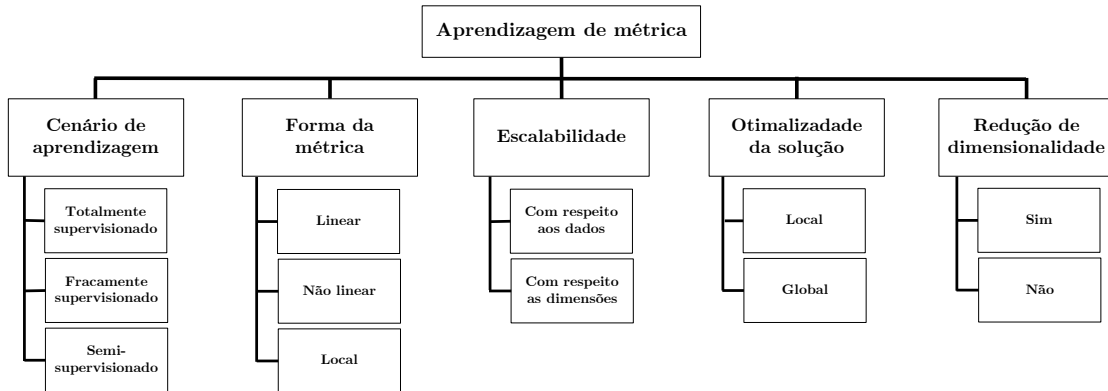 Aprendizagem de métrica
Cenário de
aprendizagem
Totalmente
supervisionado
Fracamente
supervisionado
Semi-
supervisionado
Forma da
métrica
Linear
Não linear
Local
Escalabilidade
Com respeito
aos dados
Com respeito
as dimensões
Otimalizadade
da solução
Local
Global
Redução de
dimensionalidade
Sim
Não